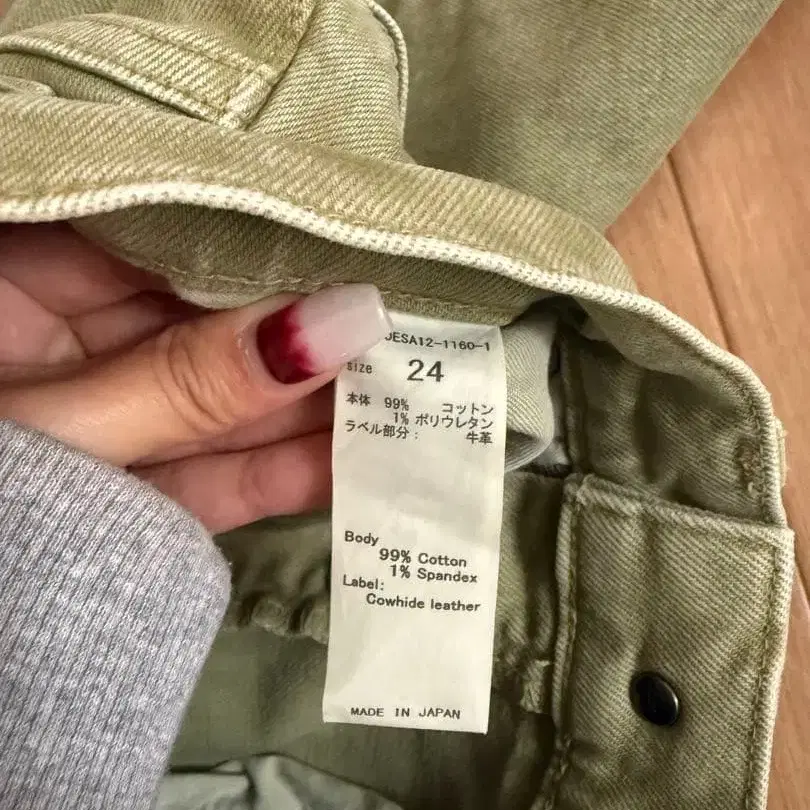 JESA12-1160-1
size 24
本体 99% コットン
1% ポリウレタン
ラベル部分： 牛革
Body
99% Cotton
1% Spandex
Label:
Cowhide leather
MADE IN JAPAN